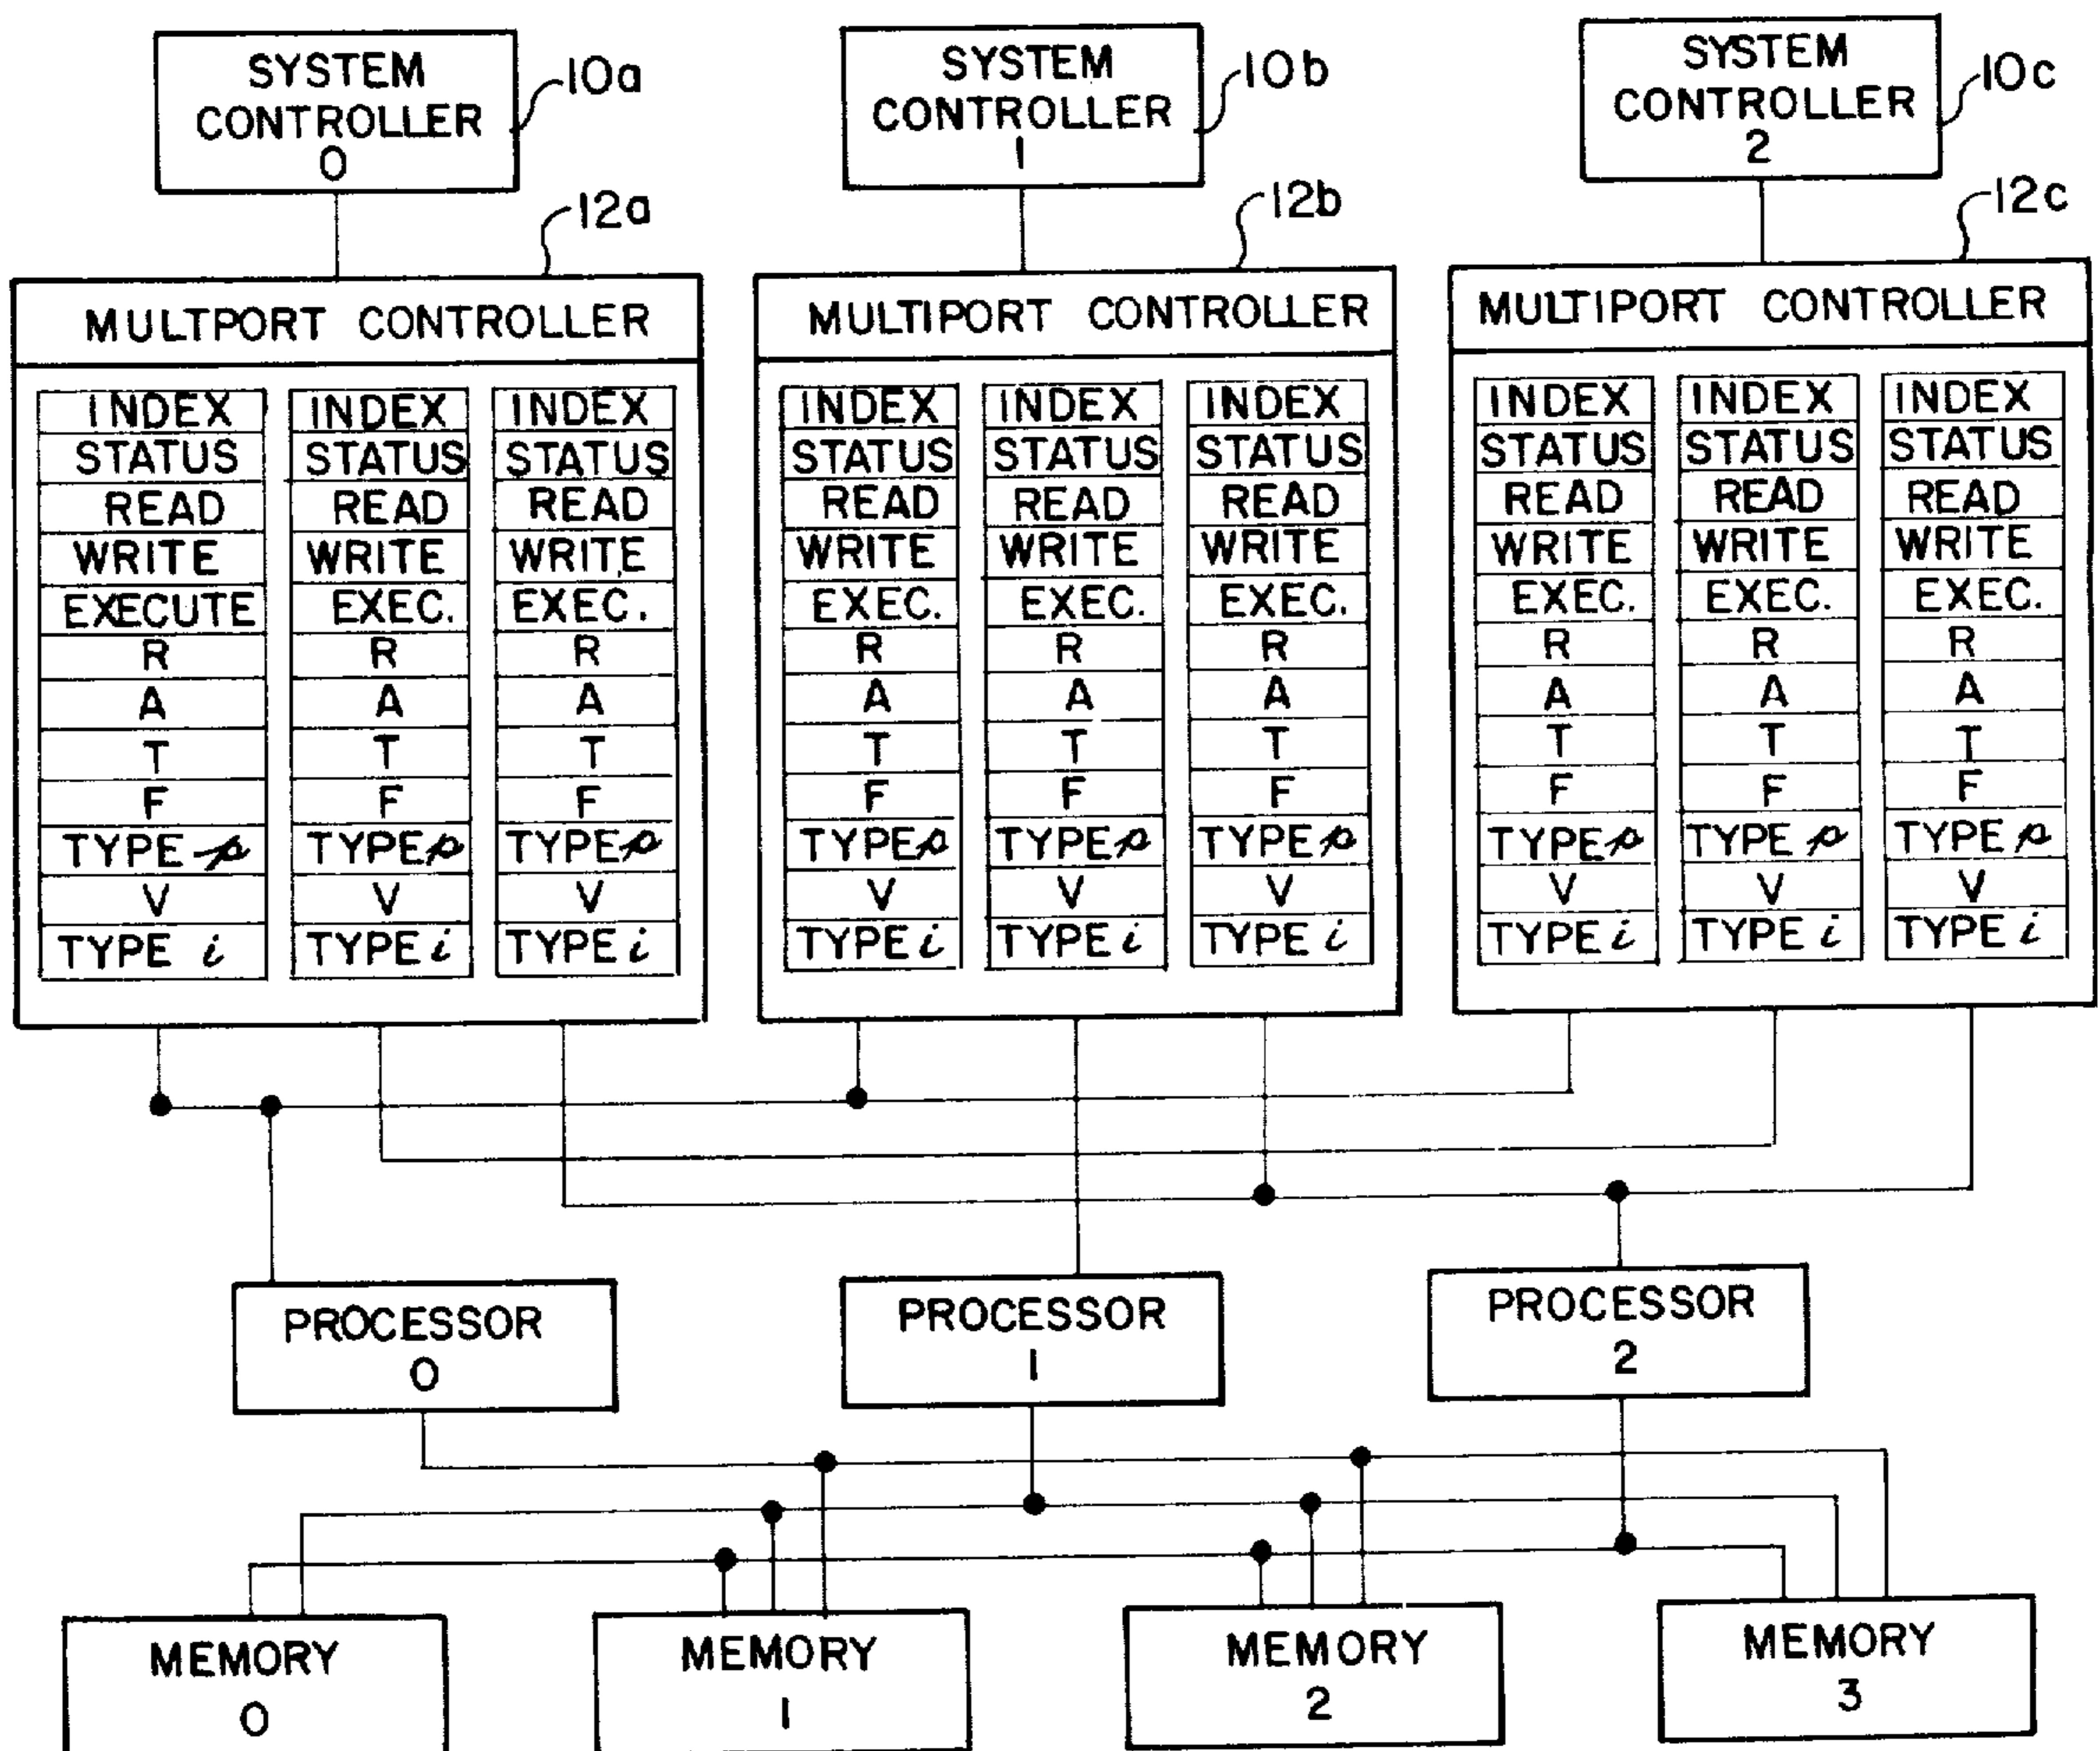 SYSTEM
CONTROLLER
0
10a
SYSTEM
CONTROLLER
1
10b
SYSTEM
CONTROLLER
2
10c
12a
12b
12c
MULTPORT CONTROLLER
INDEX INDEX INDEX
STATUS STATUS STATUS
READ READ READ
WRITE WRITE WRITE
EXECUTE EXEC. EXEC.
R R R
A A A
T T T
F F F
TYPE p TYPE p TYPE p
V V V
TYPE i TYPE i TYPE i
MULTIPORT CONTROLLER
INDEX INDEX INDEX
STATUS STATUS STATUS
READ READ READ
WRITE WRITE WRITE
EXEC. EXEC. EXEC.
R R R
A A A
T T T
F F F
TYPE p TYPE p TYPE p
V V V
TYPE i TYPE i TYPE i
MULTIPORT CONTROLLER
INDEX INDEX INDEX
STATUS STATUS STATUS
READ READ READ
WRITE WRITE WRITE
EXEC. EXEC. EXEC.
R R R
A A A
T T T
F F F
TYPE p TYPE p TYPE p
V V V
TYPE i TYPE i TYPE i
PROCESSOR
0
PROCESSOR
1
PROCESSOR
2
MEMORY
0
MEMORY
1
MEMORY
2
MEMORY
3